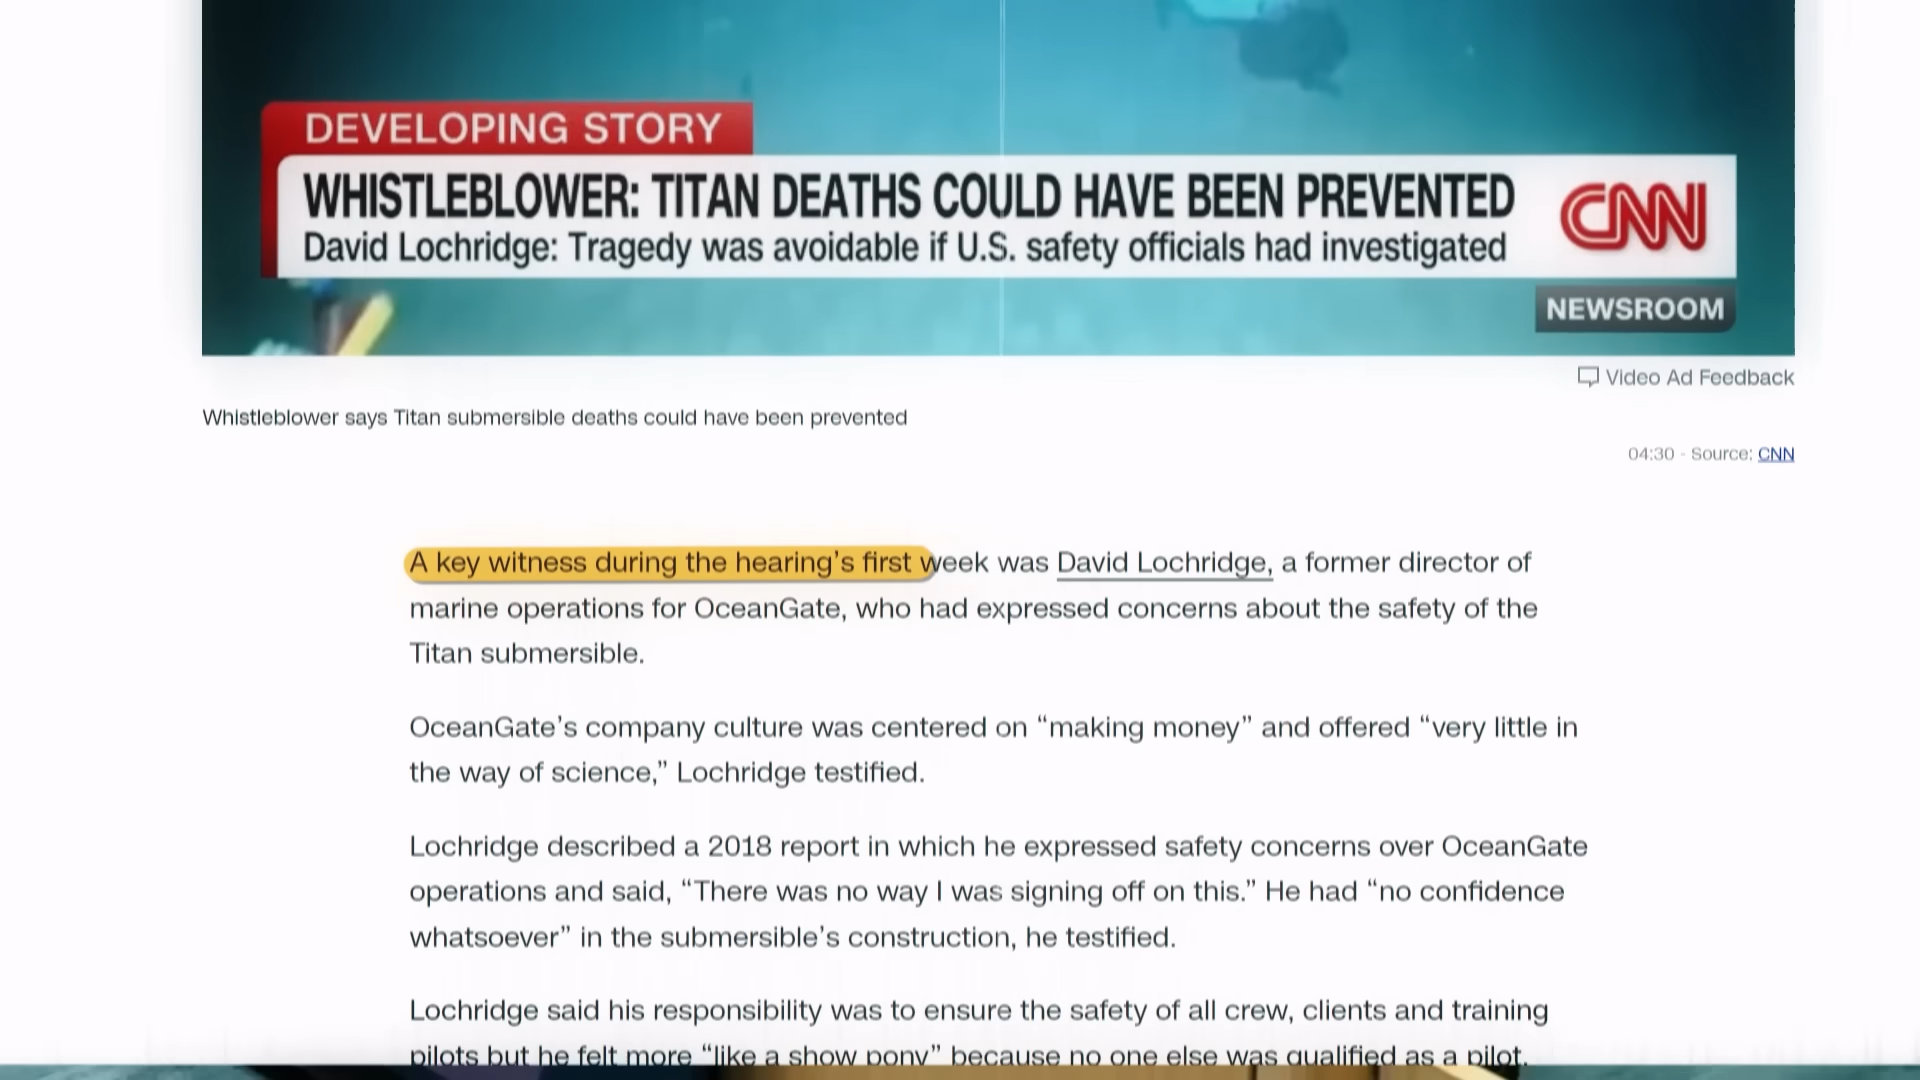 DEVELOPING STORY
WHISTLEBLOWER: TITAN DEATHS COULD HAVE BEEN PREVENTED
David Lochridge: Tragedy was avoidable if U.S. safety officials had investigated
CNN
NEWSROOM
Video Ad Feedback
Whistleblower says Titan submersible deaths could have been prevented
04:30 - Source: CNN
A key witness during the hearing’s first week was David Lochridge, a former director of
marine operations for OceanGate, who had expressed concerns about the safety of the
Titan submersible.
OceanGate’s company culture was centered on “making money” and offered “very little in
the way of science,” Lochridge testified.
Lochridge described a 2018 report in which he expressed safety concerns over OceanGate
operations and said, “There was no way I was signing off on this.” He had “no confidence
whatsoever” in the submersible’s construction, he testified.
Lochridge said his responsibility was to ensure the safety of all crew, clients and training
pilots but he felt more “like a show pony” because no one else was qualified as a pilot.